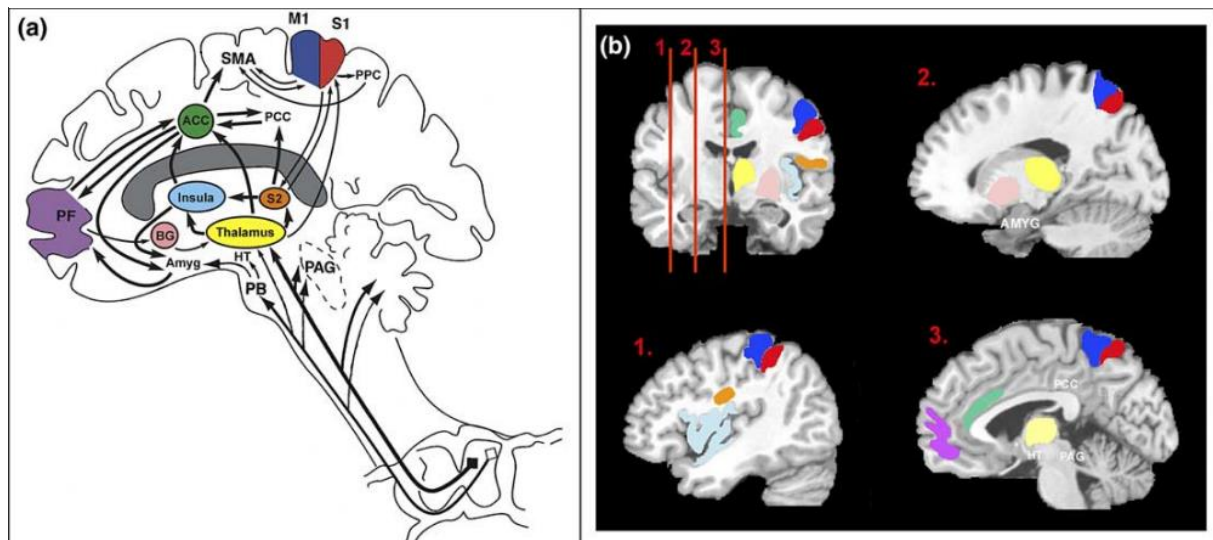 (a)
M1
S1
SMA
PPC
ACC
PCC
Insula
S2
PF
BG
Thalamus
Amyg
HT
PAG
PB
(b)
1
2
3
2.
AMYG
1.
3.
PCC
HT
PAG